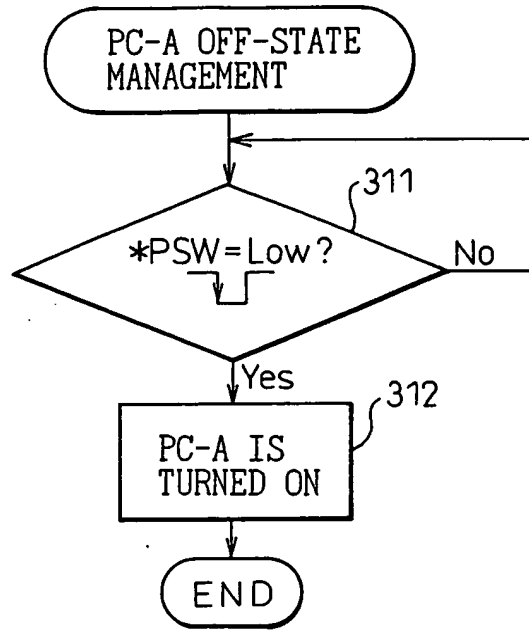 PC-A OFF-STATE
MANAGEMENT
311
*PSW=Low?
No
Yes
312
PC-A IS
TURNED ON
END